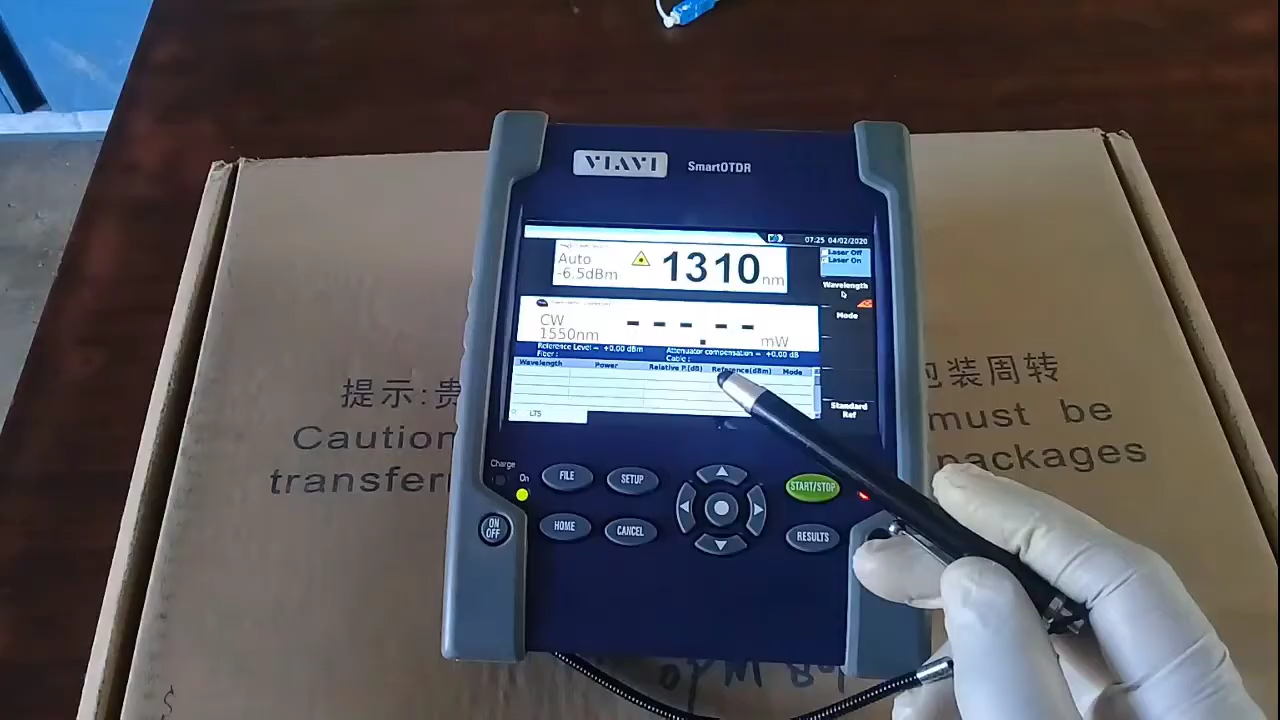 VIAVI SmartOTDR
07:25 04/02/2020
Laser Off
Laser On
Auto
-6.5dBm
1310 nm
Wavelength
Mode
CW
1550nm
mW
Reference Level = +0.00 dBm
Attenuator compensation = +0.00 dB
Fiber :
Cable :
Wavelength Power Relative P.(dB) Reference(dBm) Mode
LTS
Standard
Ref
提示:贵
包装周转
Caution
must be
transfer
packages
Charge
On
FILE
SETUP
START/STOP
ON
OFF
HOME
CANCEL
RESULTS
OPM